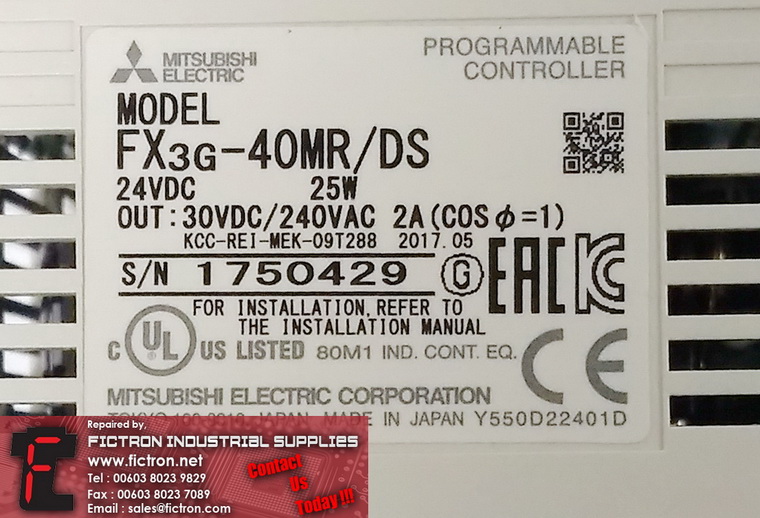 MITSUBISHI
ELECTRIC
PROGRAMMABLE
CONTROLLER
MODEL
FX3G-40MR/DS
24VDC 25W
OUT:30VDC/240VAC 2A(COSφ=1)
KCC-REI-MEK-09T288 2017.05
S/N 1750429
G EAC KC
FOR INSTALLATION, REFER TO
THE INSTALLATION MANUAL
C UL US LISTED 80M1 IND. CONT. EQ. CE
MITSUBISHI ELECTRIC CORPORATION
JAPAN MADE IN JAPAN Y550D22401D
Repaired by,
FICTRON INDUSTRIAL SUPPLIES
www.fictron.net
Tel : 00603 8023 9829
Fax : 00603 8023 7089
Email : sales@fictron.com
Contact
Us
Today !!!